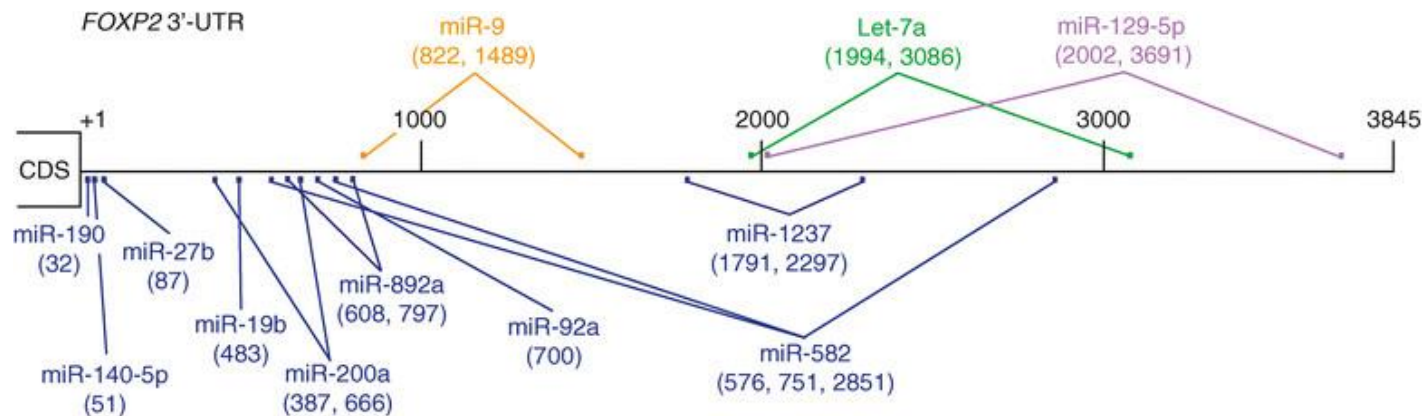 FOXP2 3'-UTR
miR-9
(822, 1489)
Let-7a
(1994, 3086)
miR-129-5p
(2002, 3691)
+1
1000
2000
3000
3845
CDS
miR-190
(32)
miR-27b
(87)
miR-140-5p
(51)
miR-19b
(483)
miR-200a
(387, 666)
miR-892a
(608, 797)
miR-92a
(700)
miR-1237
(1791, 2297)
miR-582
(576, 751, 2851)